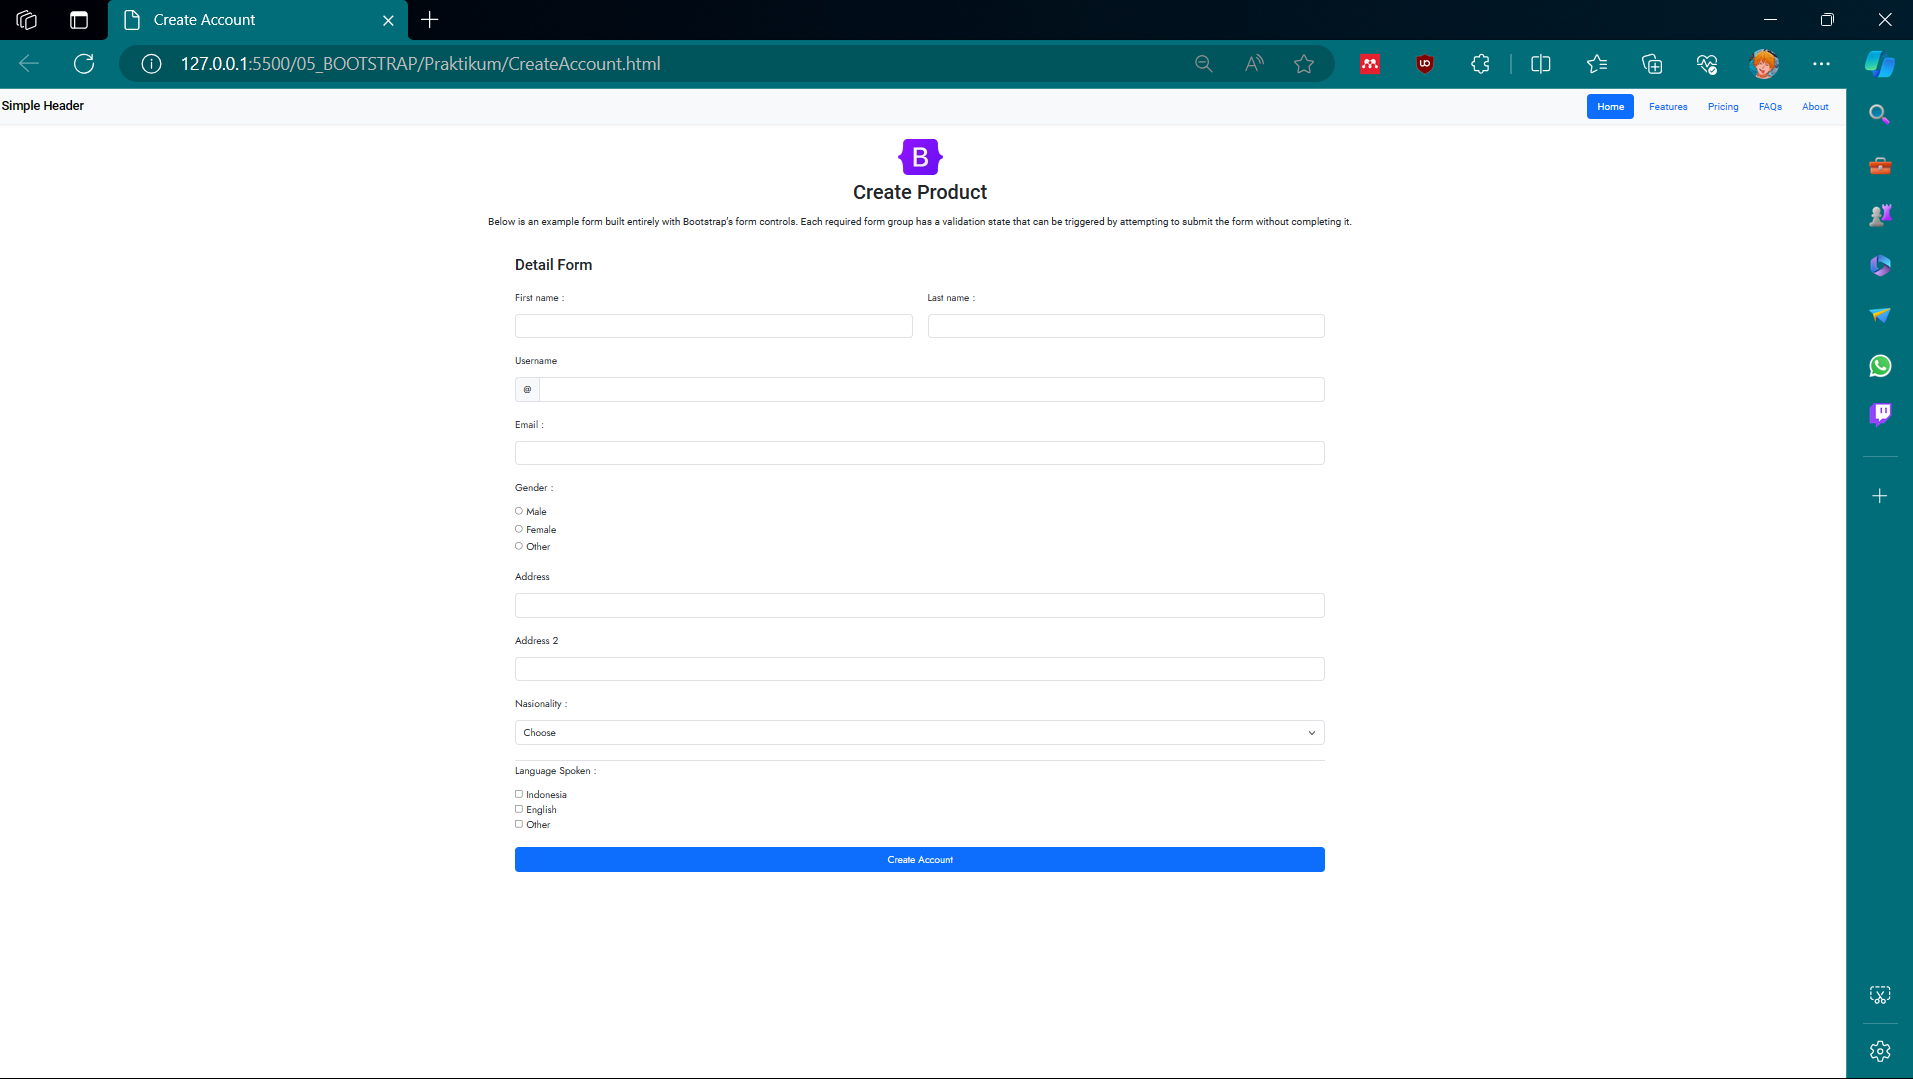 Create Account
127.0.0.1:5500/05_BOOTSTRAP/Praktikum/CreateAccount.html
Simple Header
Home Features Pricing FAQs About
B
Create Product
Below is an example form built entirely with Bootstrap's form controls. Each required form group has a validation state that can be triggered by attempting to submit the form without completing it.
Detail Form
First name : Last name :
Username
@
Email :
Gender :
Male
Female
Other
Address
Address 2
Nasionality :
Choose
Language Spoken :
Indonesia
English
Other
Create Account